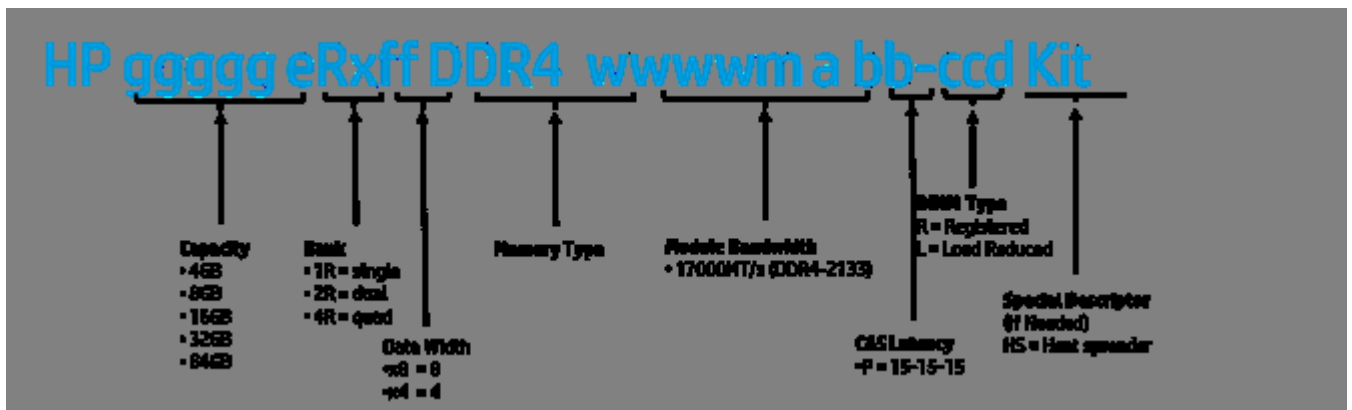 HP ggggg eRxff DDR4 wwwwm a bb-ccd Kit
Capacity
• 4GB
• 8GB
• 16GB
• 32GB
• 64GB
Rank
• 1R = single
• 2R = dual
• 4R = quad
Data Width
•x8 = 8
•x4 = 4
Memory Type
Module Bandwidth
• 17000MT/s (DDR4-2133)
CAS Latency
•P = 15-15-15
DIMM Type
R = Registered
L = Load Reduced
Special Descriptor
(If Needed)
HS = Heat spreader